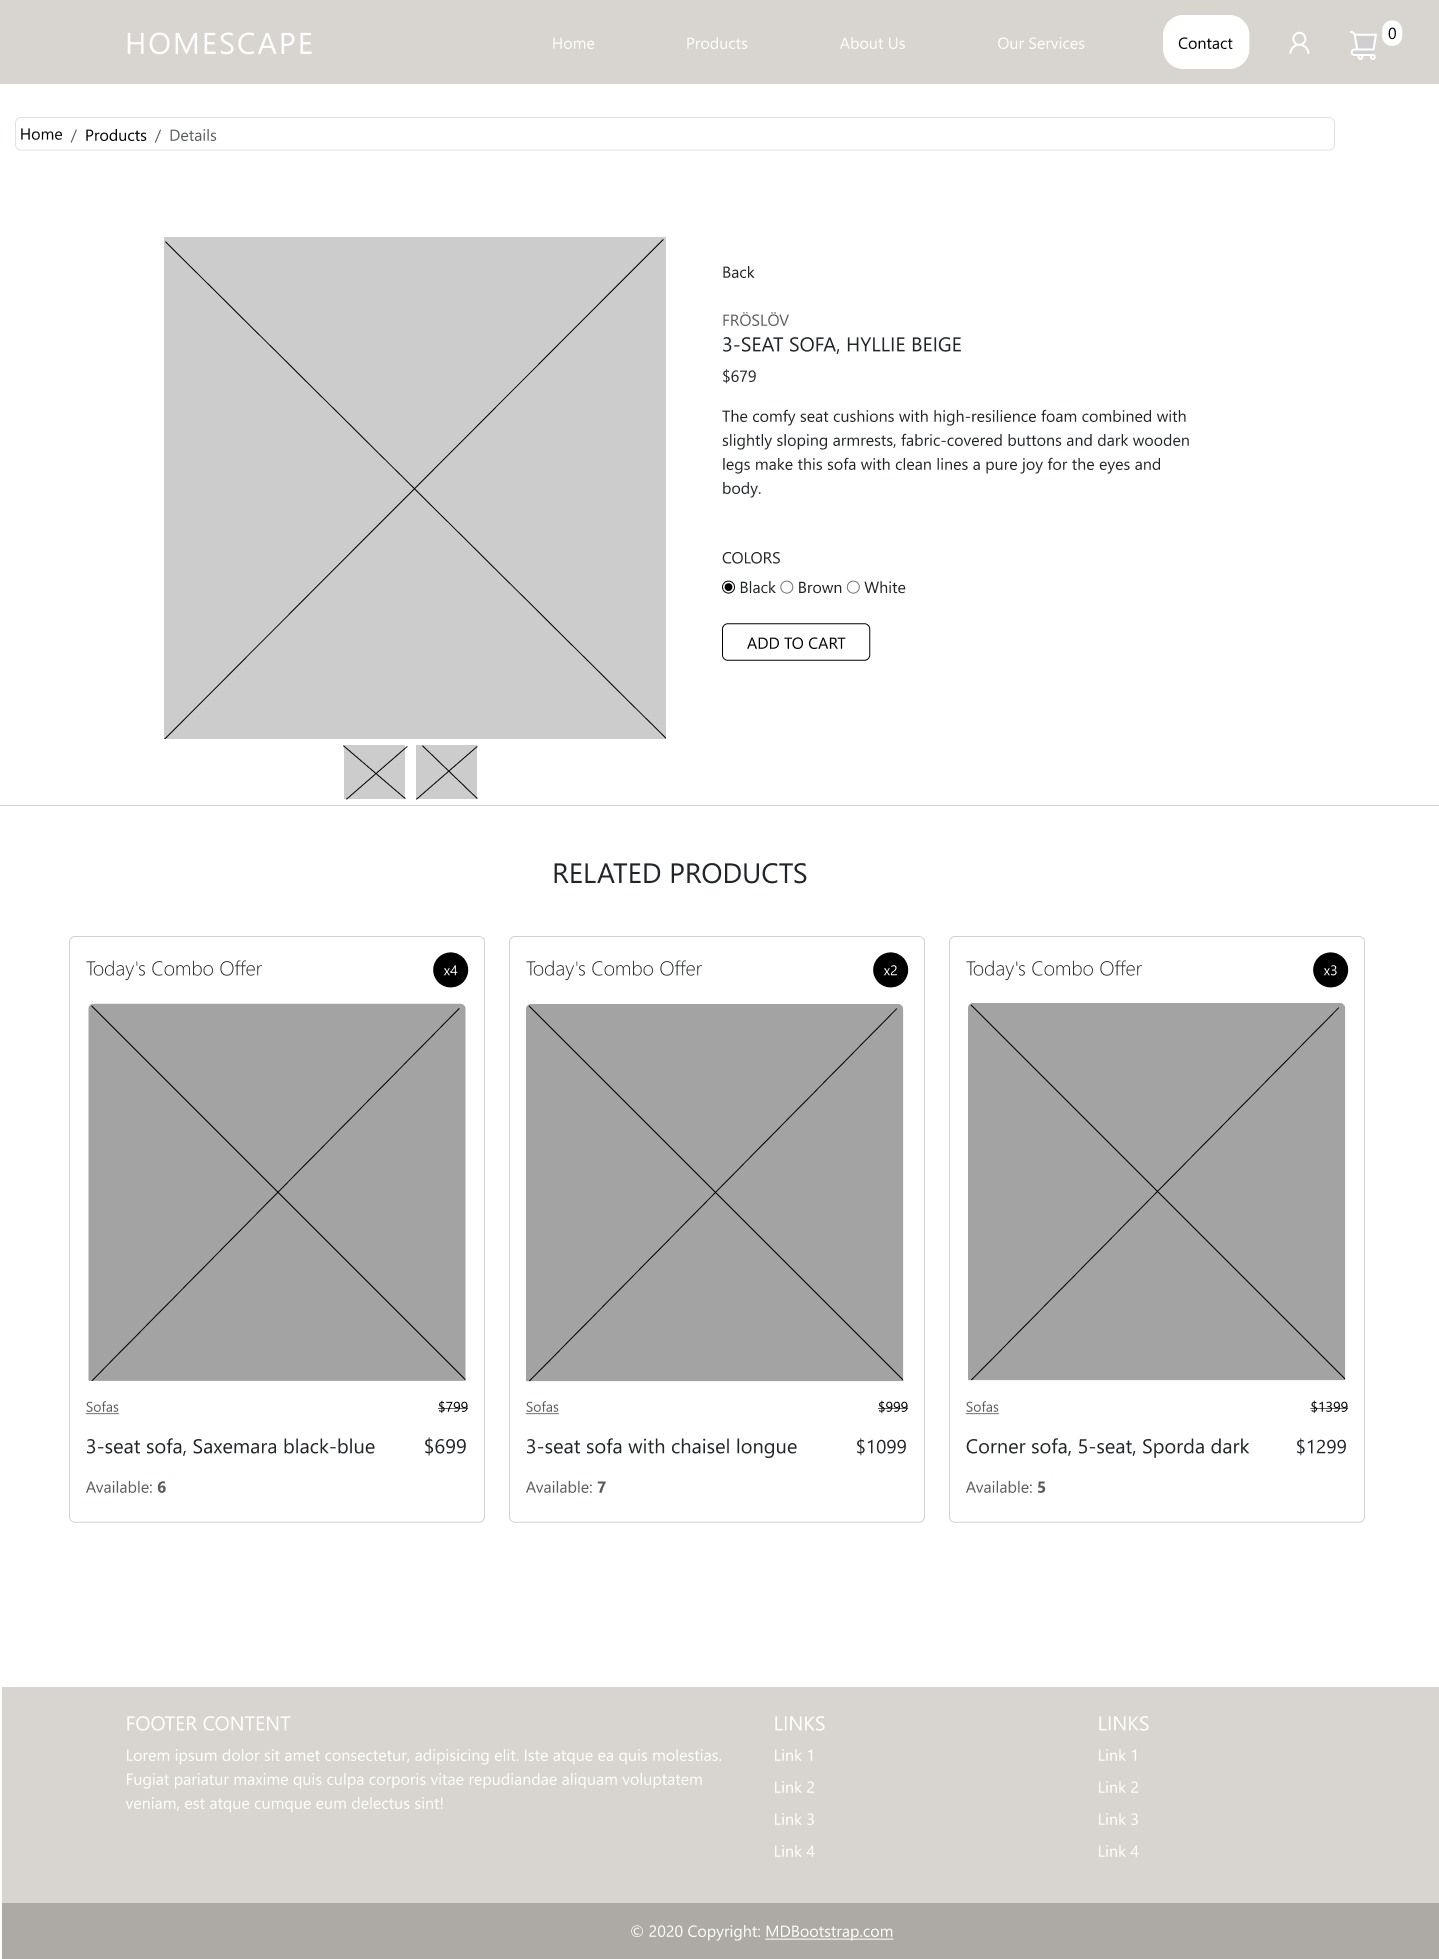 HOMESCAPE
Home
Products
About Us
Our Services
Contact
0
Home / Products / Details
Back
FRÖSLÖV
3-SEAT SOFA, HYLLIE BEIGE
$679
The comfy seat cushions with high-resilience foam combined with
slightly sloping armrests, fabric-covered buttons and dark wooden
legs make this sofa with clean lines a pure joy for the eyes and
body.
COLORS
Black Brown White
ADD TO CART
RELATED PRODUCTS
Today's Combo Offer
x4
Sofas
$799
3-seat sofa, Saxemara black-blue
$699
Available: 6
Today's Combo Offer
x2
Sofas
$999
3-seat sofa with chaisel longue
$1099
Available: 7
Today's Combo Offer
x3
Sofas
$1399
Corner sofa, 5-seat, Sporda dark
$1299
Available: 5
FOOTER CONTENT
Lorem ipsum dolor sit amet consectetur, adipisicing elit. Iste atque ea quis molestias.
Fugiat pariatur maxime quis culpa corporis vitae repudiandae aliquam voluptatem
veniam, est atque cumque eum delectus sint!
LINKS
Link 1
Link 2
Link 3
Link 4
LINKS
Link 1
Link 2
Link 3
Link 4
© 2020 Copyright: MDBootstrap.com